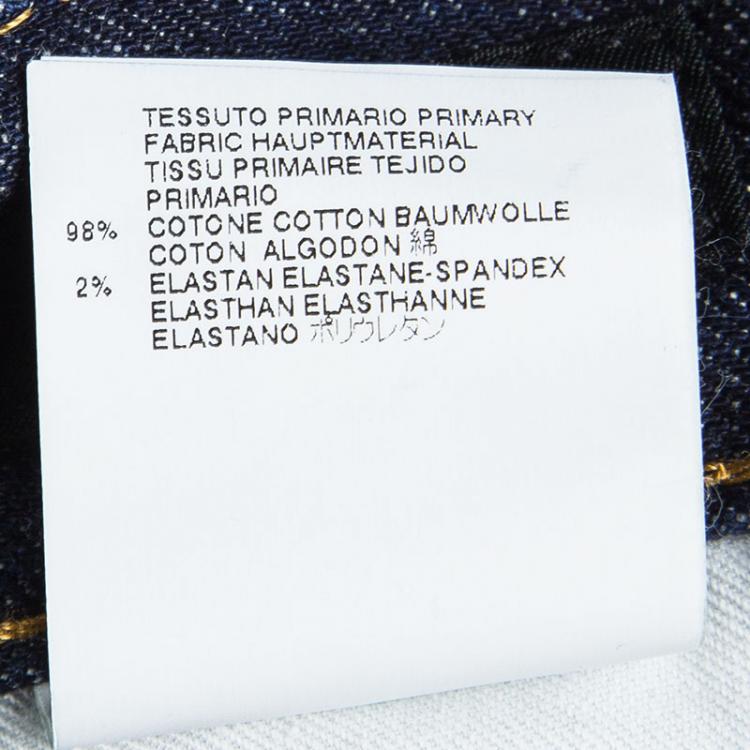 TESSUTO PRIMARIO PRIMARY
FABRIC HAUPTMATERIAL
TISSU PRIMAIRE TEJIDO
PRIMARIO
98% COTONE COTTON BAUMWOLLE
COTON ALGODON 綿
2% ELASTAN ELASTANE-SPANDEX
ELASTHAN ELASTHANNE
ELASTANO ポリウレタン